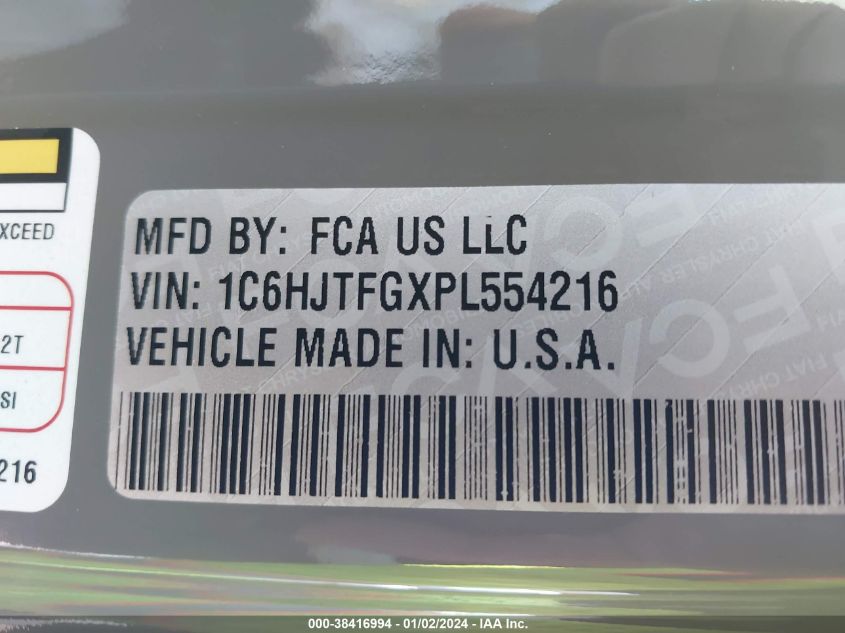 XCEED
2T
SI
216
MFD BY: FCA US LLC
VIN: 1C6HJTFGXPL554216
VEHICLE MADE IN: U.S.A.
000-38416994 - 01/02/2024 - IAA Inc.